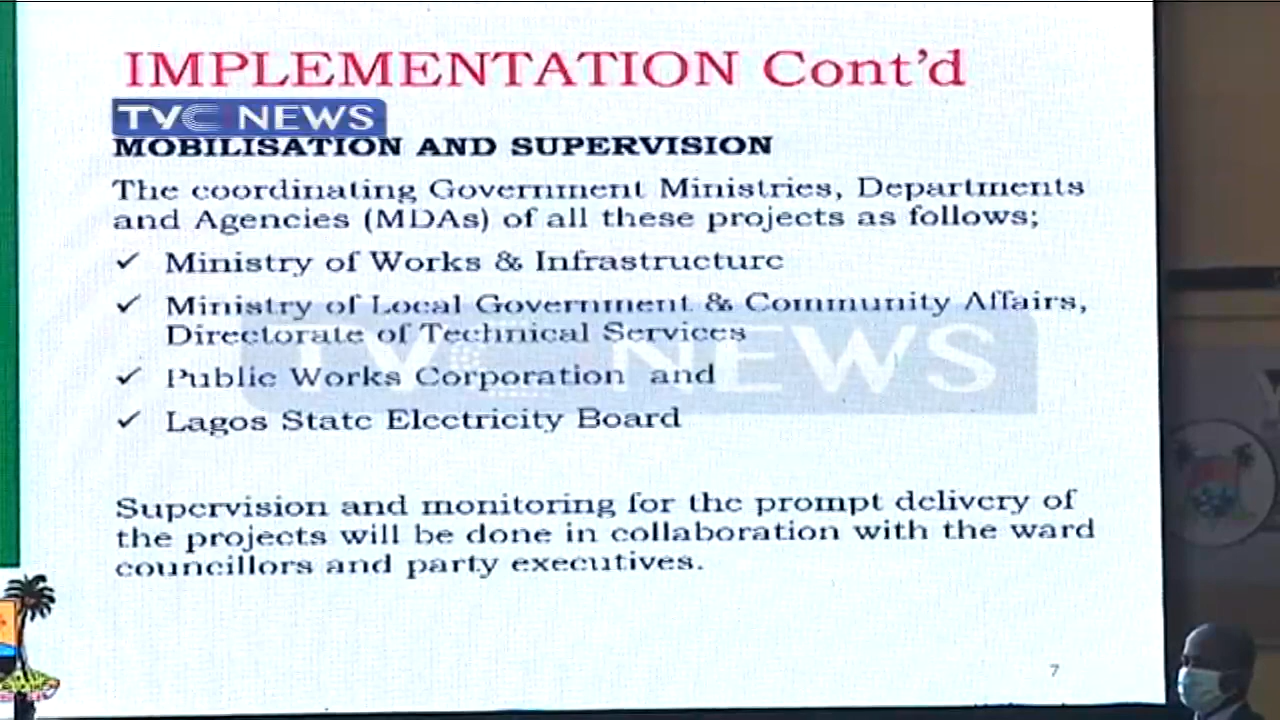 IMPLEMENTATION Cont'd
TVC NEWS
MOBILISATION AND SUPERVISION
The coordinating Government Ministries, Departments
and Agencies (MDAs) of all these projects as follows;
✓ Ministry of Works & Infrastructure
✓ Ministry of Local Government & Community Affairs,
Directorate of Technical Services
TVC NEWS
✓ Public Works Corporation and
✓ Lagos State Electricity Board
Supervision and monitoring for the prompt delivery of
the projects will be done in collaboration with the ward
councillors and party executives.
7